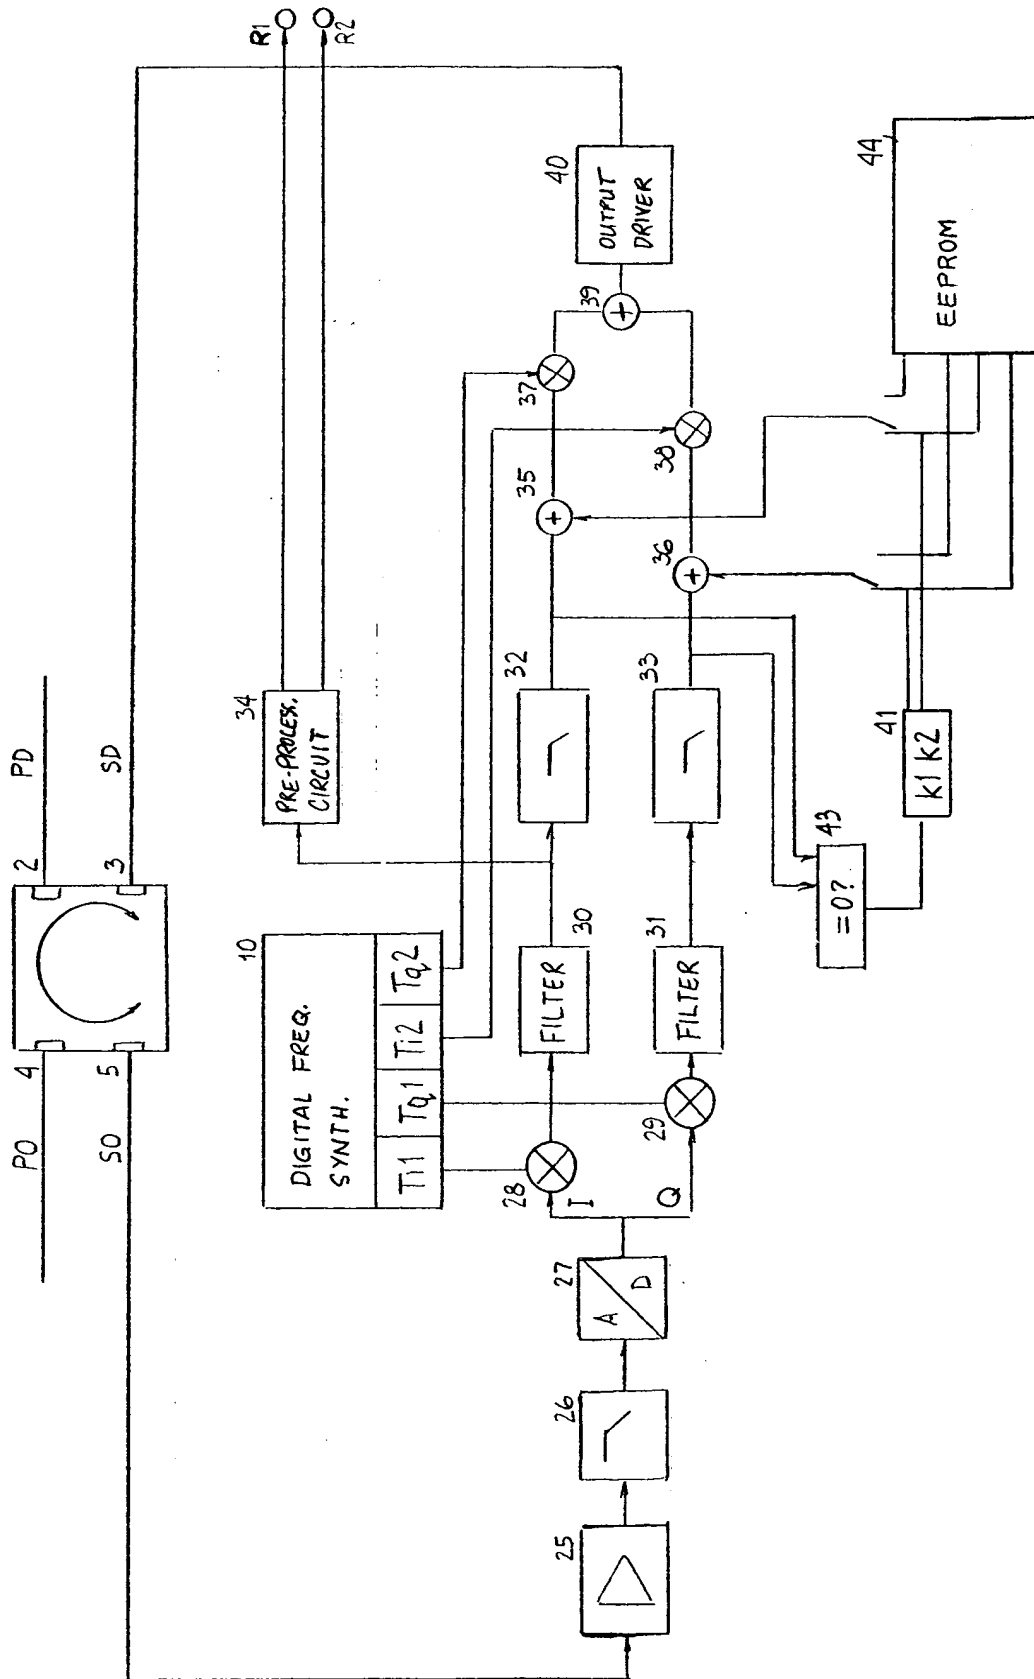 PO
4
2
PD
SO
5
3
SD
R1
R2
10
DIGITAL FREQ.
SYNTH.
Ti1
Tq1
Ti2
Tq2
34
PRE-PROCES.
CIRCUIT
25
26
27
A
D
I
Q
28
29
30
FILTER
31
FILTER
32
33
35
+
36
+
37
38
39
+
40
OUTPUT
DRIVER
43
=0?
41
k1 k2
44
EEPROM